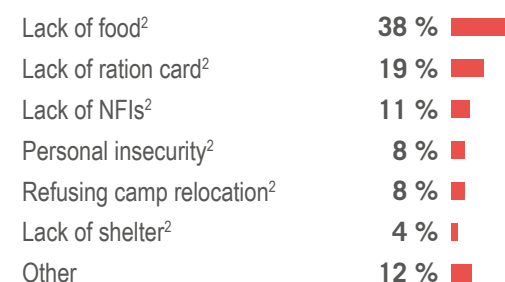 Lack of food² 38 %
Lack of ration card² 19 %
Lack of NFIs² 11 %
Personal insecurity² 8 %
Refusing camp relocation² 8 %
Lack of shelter² 4 %
Other 12 %